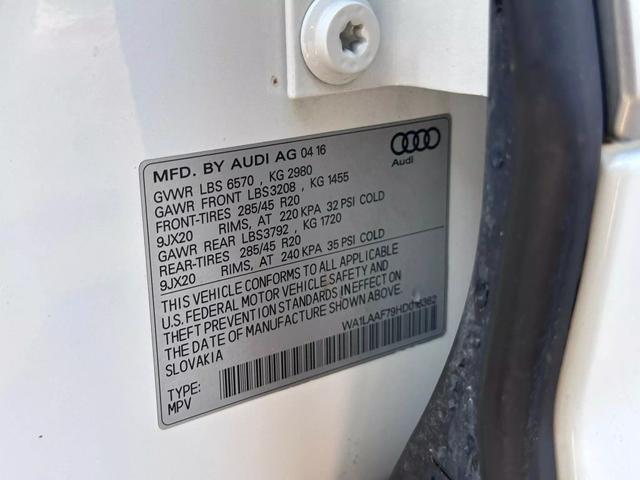 MFD. BY AUDI AG 04 16
Audi
GVWR LBS 6570 , KG 2980
GAWR FRONT LBS3208 , KG 1455
FRONT-TIRES 285/45 R20
9JX20 RIMS, AT 220 KPA 32 PSI COLD
GAWR REAR LBS3792 , KG 1720
REAR-TIRES 285/45 R20
9JX20 RIMS, AT 240 KPA 35 PSI COLD
THIS VEHICLE CONFORMS TO ALL APPLICABLE
U.S. FEDERAL MOTOR VEHICLE SAFETY AND
THEFT PREVENTION STANDARDS IN EFFECT ON
THE DATE OF MANUFACTURE SHOWN ABOVE.
SLOVAKIA
TYPE:
MPV